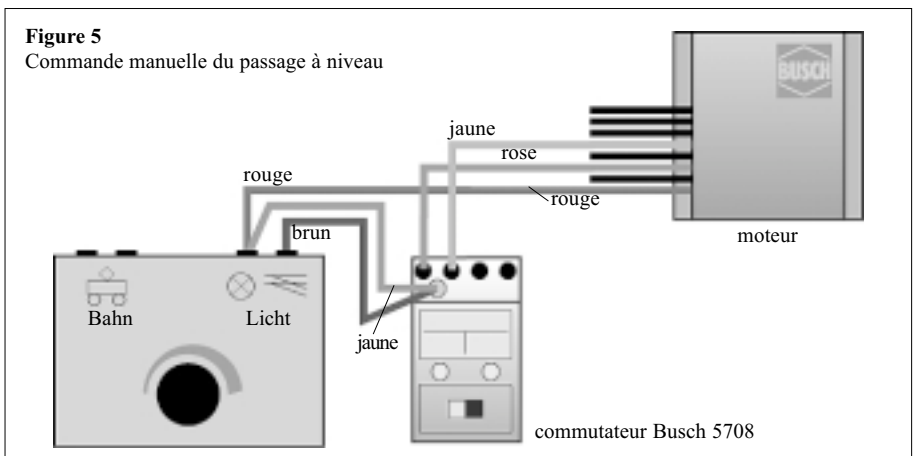 Figure 5
Commande manuelle du passage à niveau
BUSCH
jaune
rose
rouge
rouge
brun
moteur
Bahn
Licht
jaune
commutateur Busch 5708